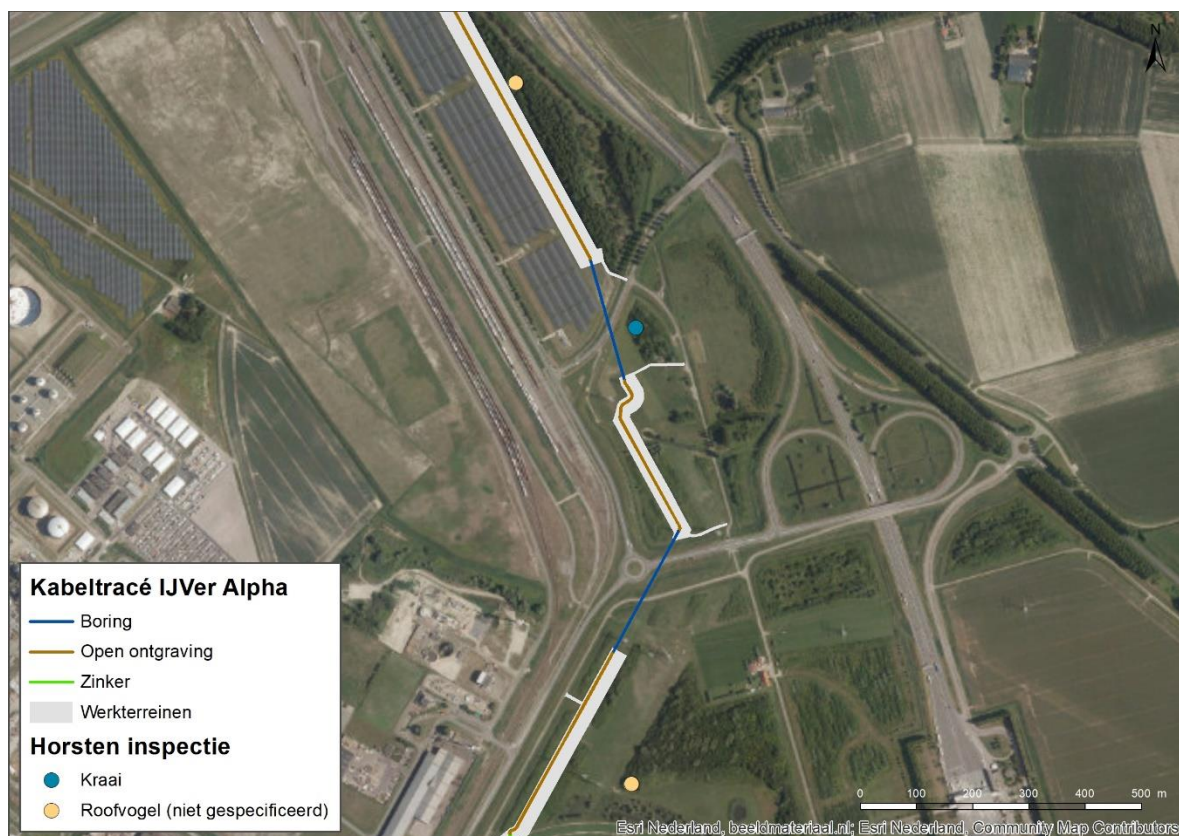 N
Kabeltracé IJVer Alpha
Boring
Open ontgraving
Zinker
Werkterreinen
Horsten inspectie
Kraai
Roofvogel (niet gespecificeerd)
0 100 200 300 400 500 m
Esri Nederland, beeldmateriaal.nl; Esri Nederland, Community Map Contributors